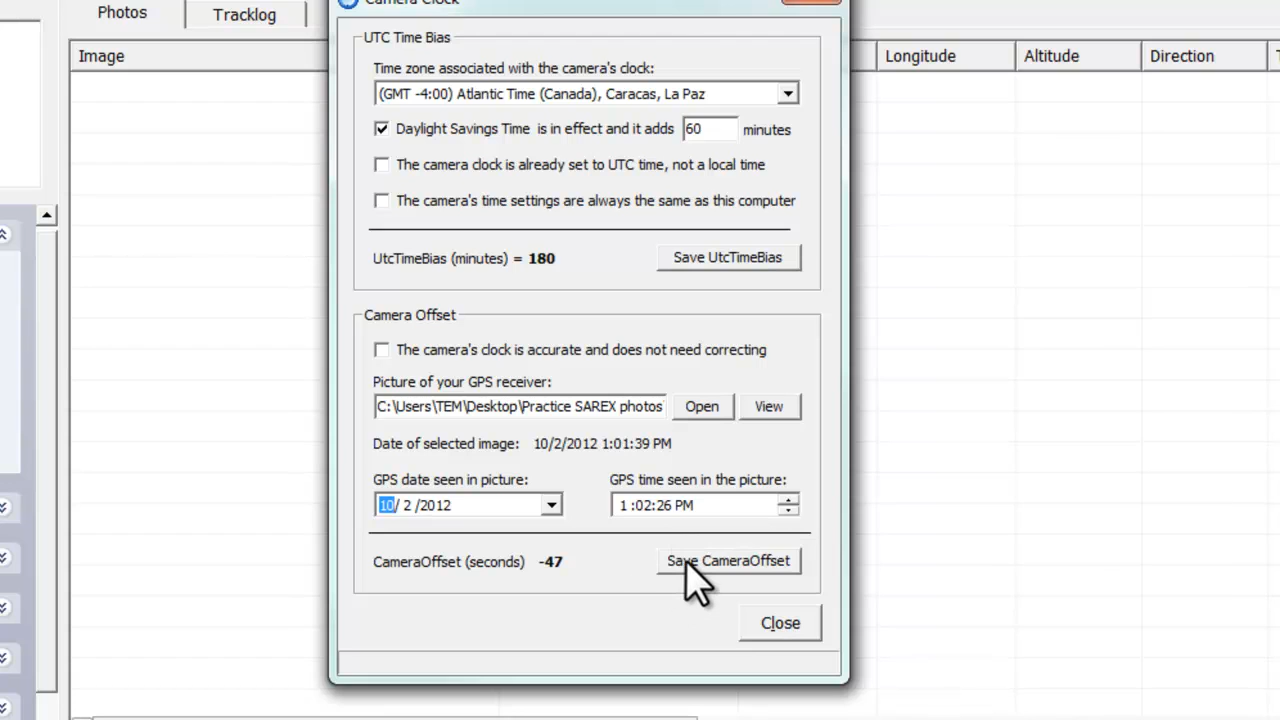 Photos
Tracklog
Camera Clock
Image
Longitude
Altitude
Direction
UTC Time Bias
Time zone associated with the camera's clock:
(GMT -4:00) Atlantic Time (Canada), Caracas, La Paz
Daylight Savings Time is in effect and it adds 60 minutes
The camera clock is already set to UTC time, not a local time
The camera's time settings are always the same as this computer
UtcTimeBias (minutes) = 180
Save UtcTimeBias
Camera Offset
The camera's clock is accurate and does not need correcting
Picture of your GPS receiver:
C:\Users\TEM\Desktop\Practice SAREX photos
Open
View
Date of selected image: 10/2/2012 1:01:39 PM
GPS date seen in picture:
GPS time seen in the picture:
10/ 2 /2012
1 :02:26 PM
CameraOffset (seconds) -47
Save CameraOffset
Close